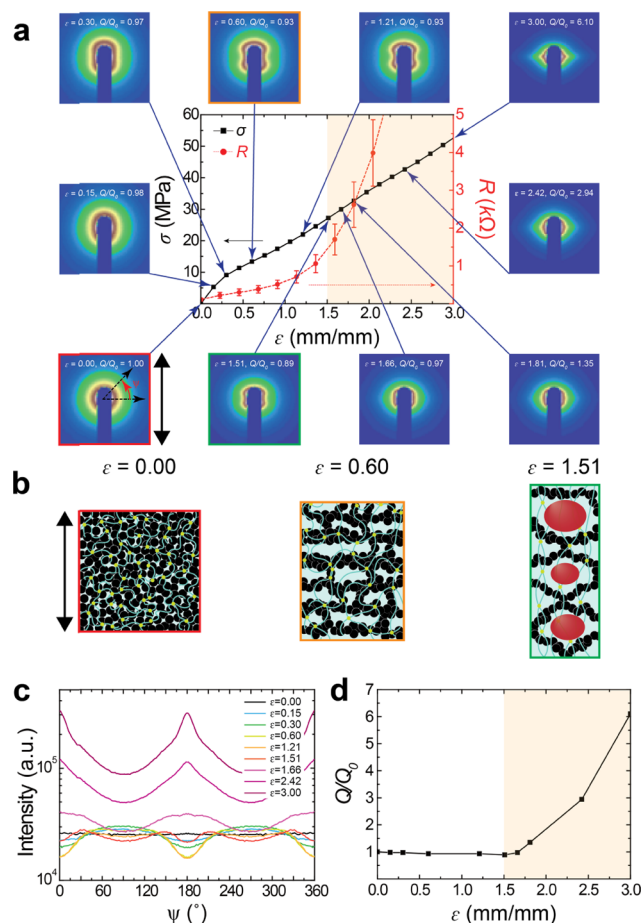 a
ε = 0.30, Q/Q₀ = 0.97
ε = 0.60, Q/Q₀ = 0.93
ε = 1.21, Q/Q₀ = 0.93
ε = 3.00, Q/Q₀ = 6.10
ε = 0.15, Q/Q₀ = 0.98
60
50
40
30
20
10
0
σ (MPa)
σ
R
5
4
3
2
1
R (kΩ)
0.0 0.5 1.0 1.5 2.0 2.5 3.0
ε (mm/mm)
ε = 2.42, Q/Q₀ = 2.94
ε = 0.00, Q/Q₀ = 1.00
ψ
ε = 1.51, Q/Q₀ = 0.89
ε = 1.66, Q/Q₀ = 0.97
ε = 1.81, Q/Q₀ = 1.35
ε = 0.00
ε = 0.60
ε = 1.51
b
c
Intensity (a.u.)
10⁵
10⁴
ε=0.00
ε=0.15
ε=0.30
ε=0.60
ε=1.21
ε=1.51
ε=1.66
ε=2.42
ε=3.00
0 60 120 180 240 300 360
ψ (°)
d
Q/Q₀
7
6
5
4
3
2
1
0
0.0 0.5 1.0 1.5 2.0 2.5 3.0
ε (mm/mm)